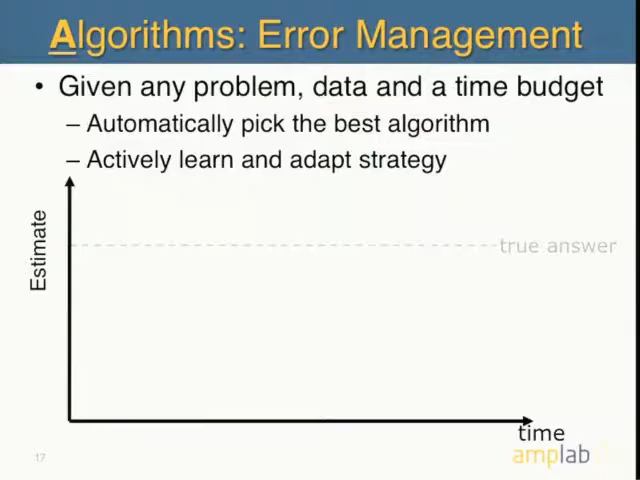 Algorithms: Error Management
• Given any problem, data and a time budget
– Automatically pick the best algorithm
– Actively learn and adapt strategy
Estimate
true answer
time
17
amplab